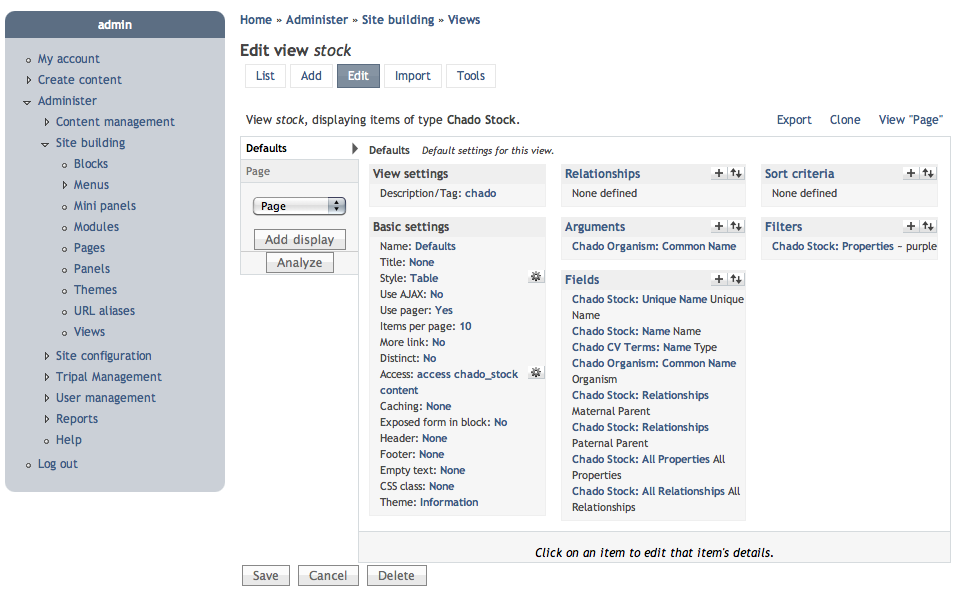 admin
My account
Create content
Administer
Content management
Site building
Blocks
Menus
Mini panels
Modules
Pages
Panels
Themes
URL aliases
Views
Site configuration
Tripal Management
User management
Reports
Help
Log out
Home » Administer » Site building » Views
Edit view stock
List Add Edit Import Tools
View stock, displaying items of type Chado Stock.
Export Clone View "Page"
Defaults
Page
Page
Add display
Analyze
Defaults Default settings for this view.
View settings
Description/Tag: chado
Basic settings
Name: Defaults
Title: None
Style: Table
Use AJAX: No
Use pager: Yes
Items per page: 10
More link: No
Distinct: No
Access: access chado_stock
content
Caching: None
Exposed form in block: No
Header: None
Footer: None
Empty text: None
CSS class: None
Theme: Information
Relationships
None defined
Arguments
Chado Organism: Common Name
Fields
Chado Stock: Unique Name Unique
Name
Chado Stock: Name Name
Chado CV Terms: Name Type
Chado Organism: Common Name
Organism
Chado Stock: Relationships
Maternal Parent
Chado Stock: Relationships
Paternal Parent
Chado Stock: All Properties All
Properties
Chado Stock: All Relationships All
Relationships
Sort criteria
None defined
Filters
Chado Stock: Properties ~ purple
Click on an item to edit that item's details.
Save Cancel Delete